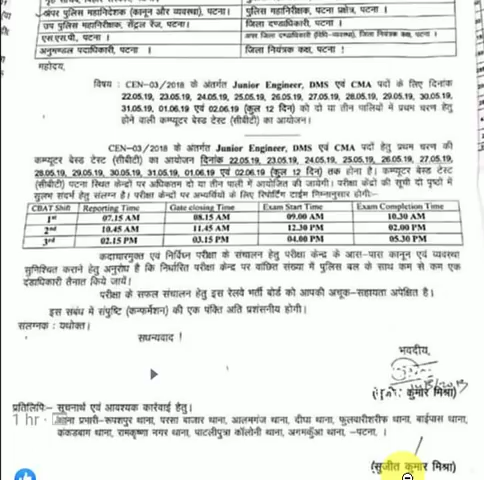 अपर पुलिस महानिदेशक (कानून और व्यवस्था), पटना। पुलिस महानिरीक्षक, पटना प्रक्षेत्र, पटना ।
उप पुलिस महानिरीक्षक, सेंट्रल रेंज, पटना। जिला दण्डाधिकारी, पटना ।
एस.एस.पी., पटना । अपर जिला दण्डाधिकारी (विधि-व्यवस्था), जिला नियंत्रक कक्ष, पटना ।
अनुमण्डल पदाधिकारी, पटना । जिला नियंत्रक कक्ष, पटना !
महोदय,
विषय : CEN-03/2018 के अंतर्गत Junior Engineer, DMS एवं CMA पदों के लिए दिनांक
22.05.19, 23.05.19, 24.05.19, 25.05.19, 26.05.19, 27.05.19, 28.05.19, 29.05.19, 30.05.19,
31.05.19, 01.06.19 एवं 02.06.19 (कुल 12 दिन) को दो या तीन पालियों में प्रथम चरण हेतु
होने वाली कम्प्यूटर बेस्ड टेस्ट (सीबीटी) का आयोजन।
CEN-03/2018 के अंतर्गत Junior Engineer, DMS एवं CMA पदों हेतु प्रथम चरण की
कम्प्यूटर बेस्ड टेस्ट (सीबीटी) का आयोजन दिनांक 22.05.19, 23.05.19, 24.05.19, 25.05.19, 26.05.19, 27.05.19,
28.05.19, 29.05.19, 30.05.19, 31.05.19, 01.06.19 एवं 02.06.19 (कुल 12 दिन) तक होना है। कम्प्यूटर बेस्ड टेस्ट
(सीबीटी) पटना स्थित केन्द्रों पर अधिकतम दो या तीन पाली में आयोजित की जायेगी। परीक्षा केंद्रों की सूची दो पृष्ठों में
सुलभ संदर्भ हेतु संलग्न है। परीक्षा केन्द्रों पर अभ्यर्थियों के लिए रिपोर्टिंग टाईम निम्नानुसार होगी:-
CBAT Shift Reporting Time Gate closing Time Exam Start Time Exam Completion Time
1st 07.15 AM 08.15 AM 09.00 AM 10.30 AM
2nd 10.45 AM 11.45 AM 12.30 PM 02.00 PM
3rd 02.15 PM 03.15 PM 04.00 PM 05.30 PM
कदाचारमुक्त एवं निर्विघ्न परीक्षा के संचालन हेतु परीक्षा केन्द्र के आस-पास कानून एवं व्यवस्था
सुनिश्चित कराने हेतु अनुरोध है कि निर्धारित परीक्षा केन्द्र पर वांछित संख्या में पुलिस बल के साथ कम से कम एक
दंडाधिकारी तैनात किये जायें।
परीक्षा के सफल संचालन हेतु इस रेलवे भर्ती बोर्ड को आपकी अचूक-सहायता अपेक्षित है।
इस संबंध में संपुष्टि (कन्फर्मेशन) की एक पंक्ति अति प्रशंसनीय होगी।
संलग्नक : यथोक्त।
सधन्यवाद !
भवदीय,
कुमार मिश्रा)
प्रतिलिपि:- सूचनार्थ एवं आवश्यक कार्रवाई हेतु।
1 hr · थाना प्रभारी-रूपशपुर थाना, परसा बाजार थाना, आलमगंज थाना, दीघा थाना, फुलवारीशरीफ थाना, बाईपास थाना,
कंकडबाग थाना, रामकृष्णा नगर थाना, पाटलीपुत्रा कॉलोनी थाना, अगमकुँआ थाना, -पटना, ।
(सुजीत कुमार मिश्रा)